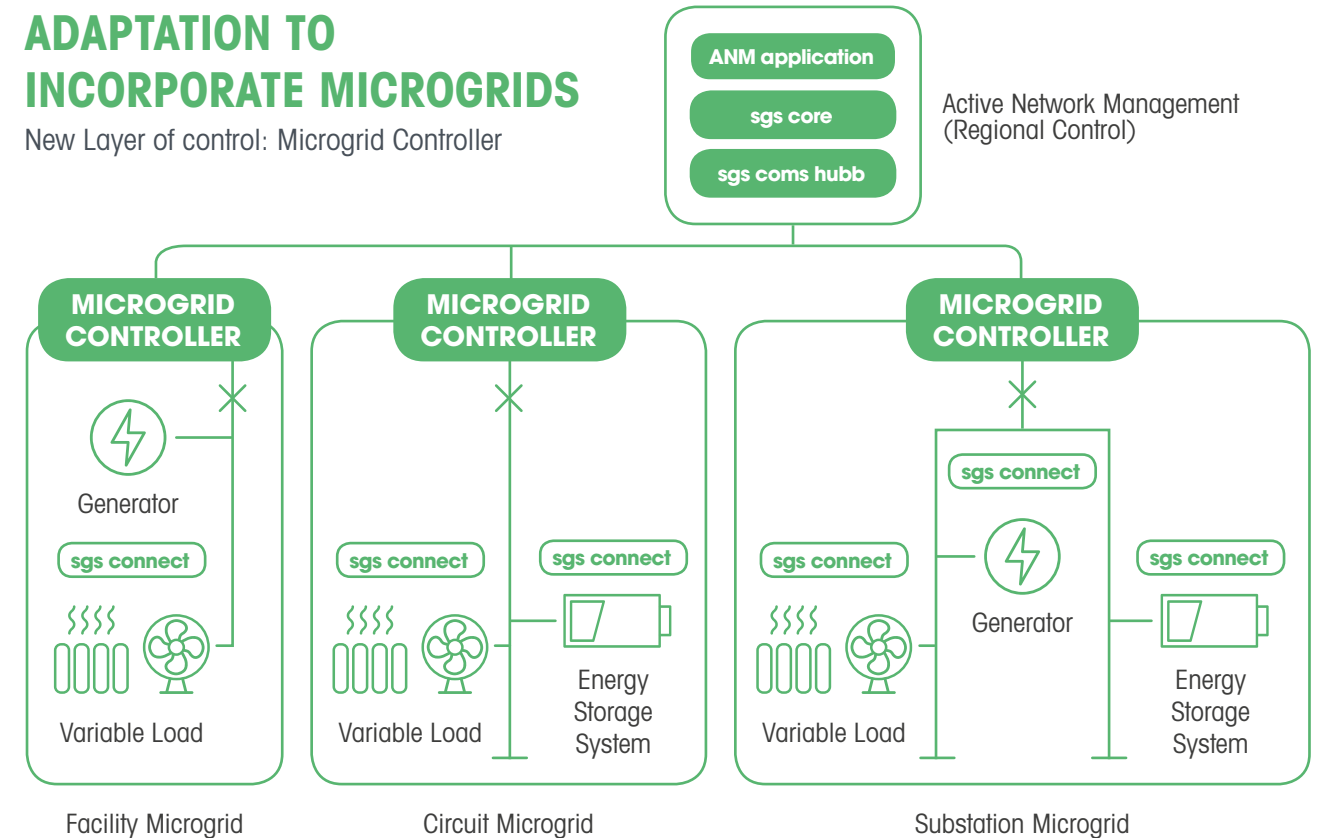 ADAPTATION TO
INCORPORATE MICROGRIDS
New Layer of control: Microgrid Controller
ANM application
sgs core
sgs coms hubb
Active Network Management
(Regional Control)
MICROGRID
CONTROLLER
Generator
sgs connect
Variable Load
Facility Microgrid
MICROGRID
CONTROLLER
sgs connect
Variable Load
sgs connect
Energy
Storage
System
Circuit Microgrid
MICROGRID
CONTROLLER
sgs connect
Generator
sgs connect
Variable Load
sgs connect
Energy
Storage
System
Substation Microgrid